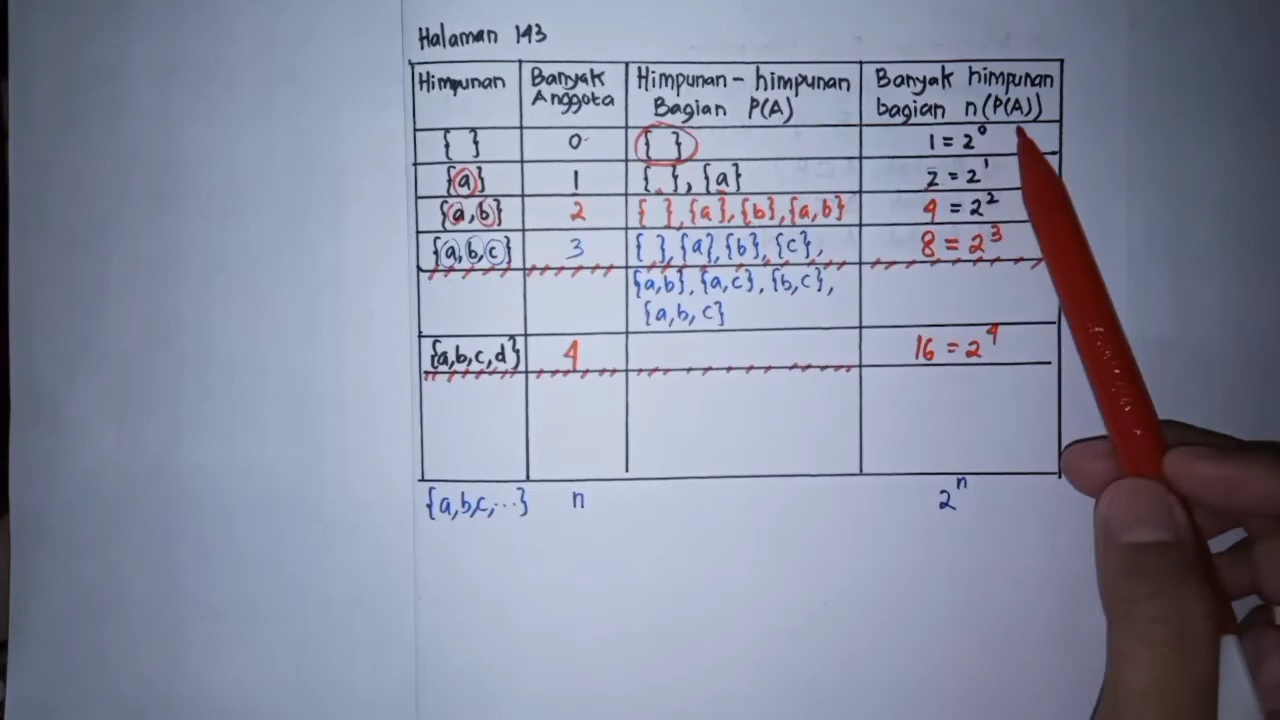 Halaman 143
Himpunan Banyak Anggota Himpunan - himpunan Bagian P(A) Banyak himpunan bagian n(P(A))
{ } 0 { } 1 = 2⁰
{a} 1 { }, {a} 2 = 2¹
{a,b} 2 { }, {a}, {b}, {a,b} 4 = 2²
{a,b,c} 3 { }, {a}, {b}, {c}, 8 = 2³
{a,b}, {a,c}, {b,c},
{a,b,c}
{a,b,c,d} 4 16 = 2⁴
{a,b,c,...} n 2ⁿ